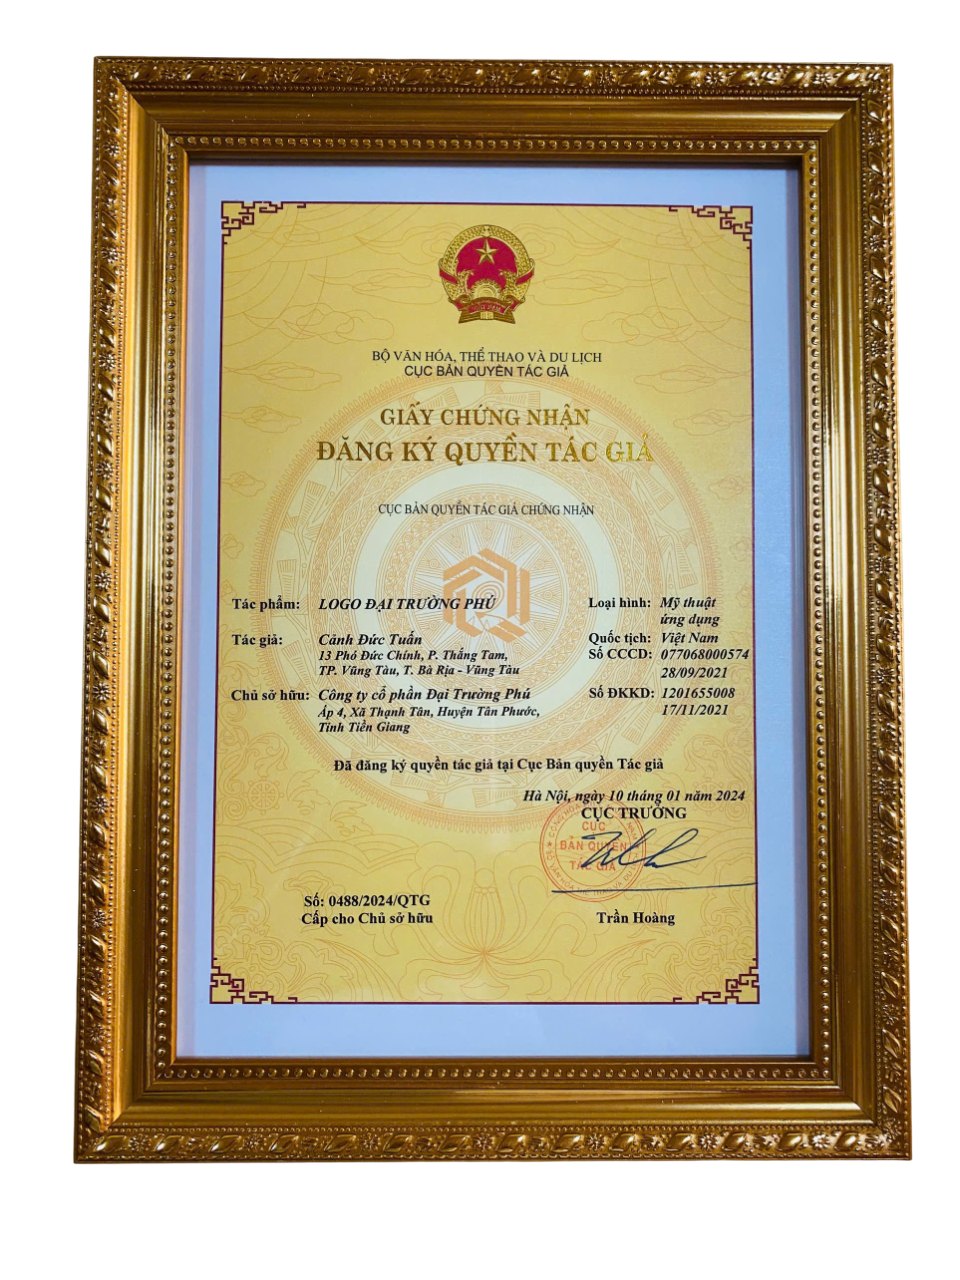 BỘ VĂN HÓA, THỂ THAO VÀ DU LỊCH
CỤC BẢN QUYỀN TÁC GIẢ
GIẤY CHỨNG NHẬN
ĐĂNG KÝ QUYỀN TÁC GIẢ
CỤC BẢN QUYỀN TÁC GIẢ CHỨNG NHẬN
Tác phẩm: LOGO ĐẠI TRƯỜNG PHÚ
Loại hình: Mỹ thuật
ứng dụng
Tác giả: Cảnh Đức Tuấn
13 Phó Đức Chính, P. Thắng Tam,
TP. Vũng Tàu, T. Bà Rịa - Vũng Tàu
Quốc tịch: Việt Nam
Số CCCD: 077068000574
28/09/2021
Chủ sở hữu: Công ty cổ phần Đại Trường Phú
Ấp 4, Xã Thạnh Tân, Huyện Tân Phước,
Tỉnh Tiền Giang
Số ĐKKD: 1201655008
17/11/2021
Đã đăng ký quyền tác giả tại Cục Bản quyền Tác giả
Hà Nội, ngày 10 tháng 01 năm 2024
CỤC TRƯỞNG
CỤC
BẢN QUYỀN
TÁC GIẢ
Số: 0488/2024/QTG
Cấp cho Chủ sở hữu
Trần Hoàng